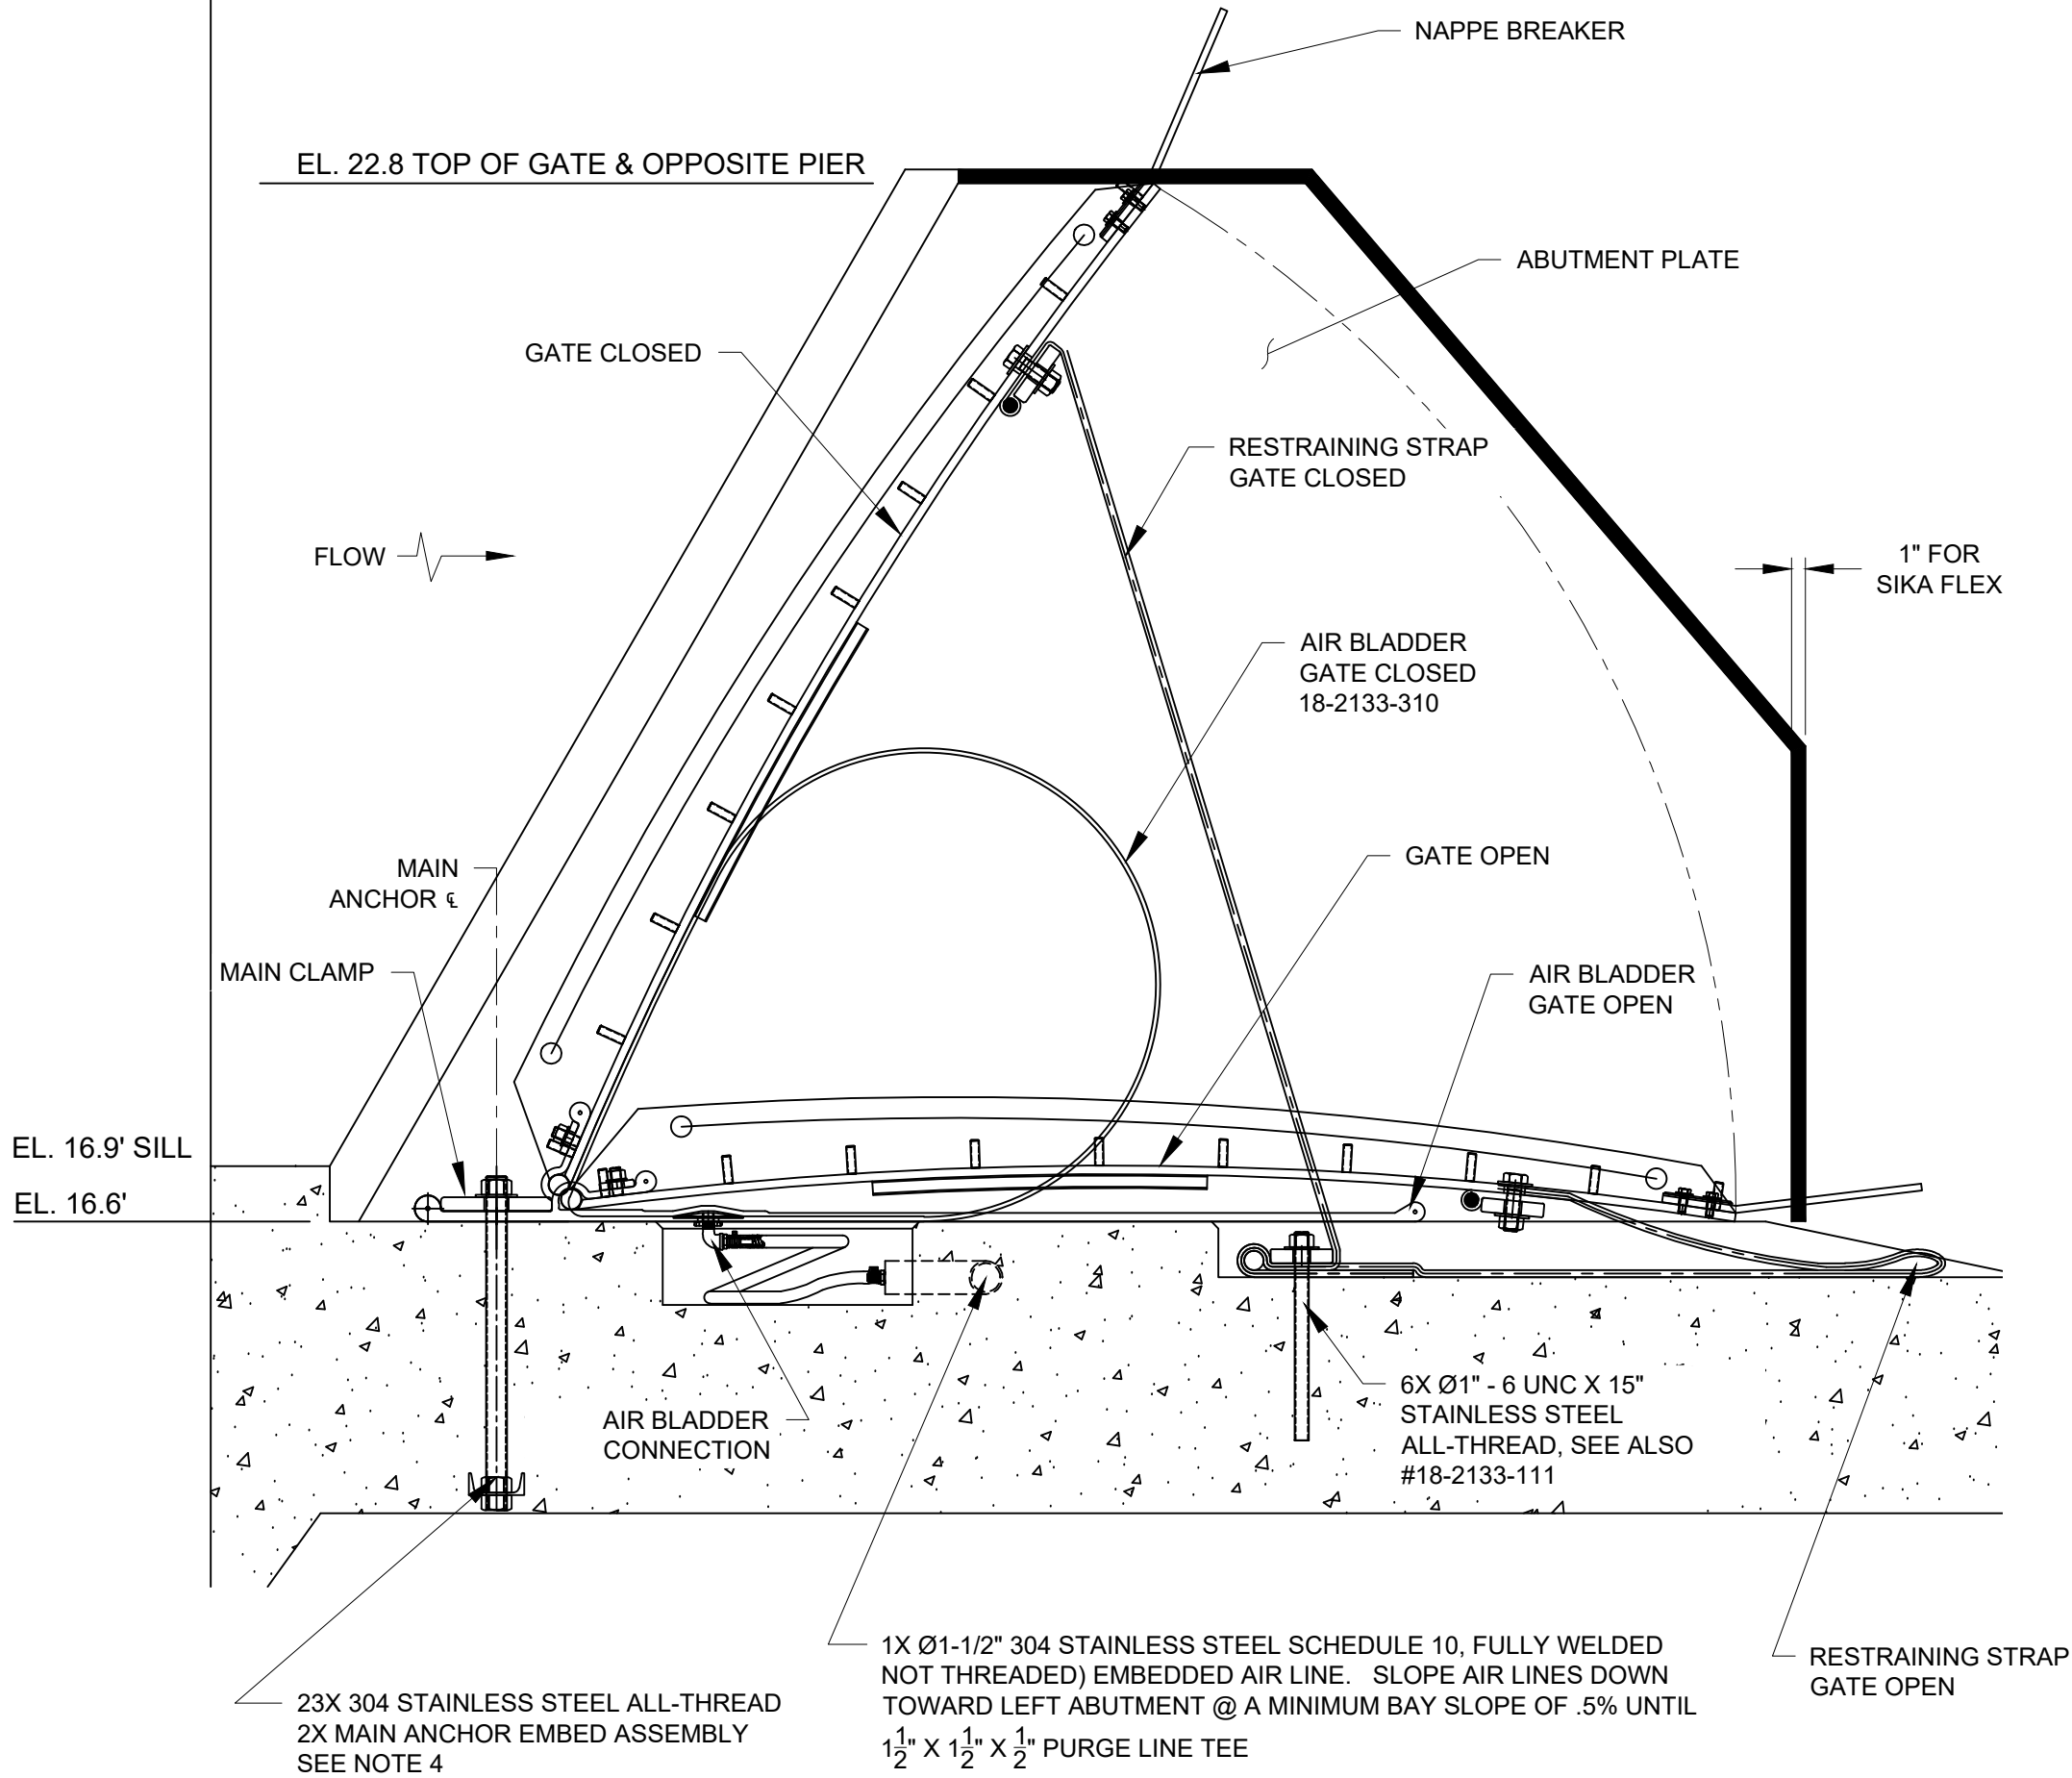 NAPPE BREAKER
EL. 22.8 TOP OF GATE & OPPOSITE PIER
ABUTMENT PLATE
GATE CLOSED
RESTRAINING STRAP
GATE CLOSED
FLOW
1" FOR
SIKA FLEX
AIR BLADDER
GATE CLOSED
18-2133-310
MAIN
ANCHOR ℄
GATE OPEN
MAIN CLAMP
AIR BLADDER
GATE OPEN
EL. 16.9' SILL
EL. 16.6'
6X Ø1" - 6 UNC X 15"
STAINLESS STEEL
ALL-THREAD, SEE ALSO
#18-2133-111
AIR BLADDER
CONNECTION
1X Ø1-1/2" 304 STAINLESS STEEL SCHEDULE 10, FULLY WELDED
NOT THREADED) EMBEDDED AIR LINE. SLOPE AIR LINES DOWN
TOWARD LEFT ABUTMENT @ A MINIMUM BAY SLOPE OF .5% UNTIL
1 1/2" X 1 1/2" X 1/2" PURGE LINE TEE
RESTRAINING STRAP
GATE OPEN
23X 304 STAINLESS STEEL ALL-THREAD
2X MAIN ANCHOR EMBED ASSEMBLY
SEE NOTE 4